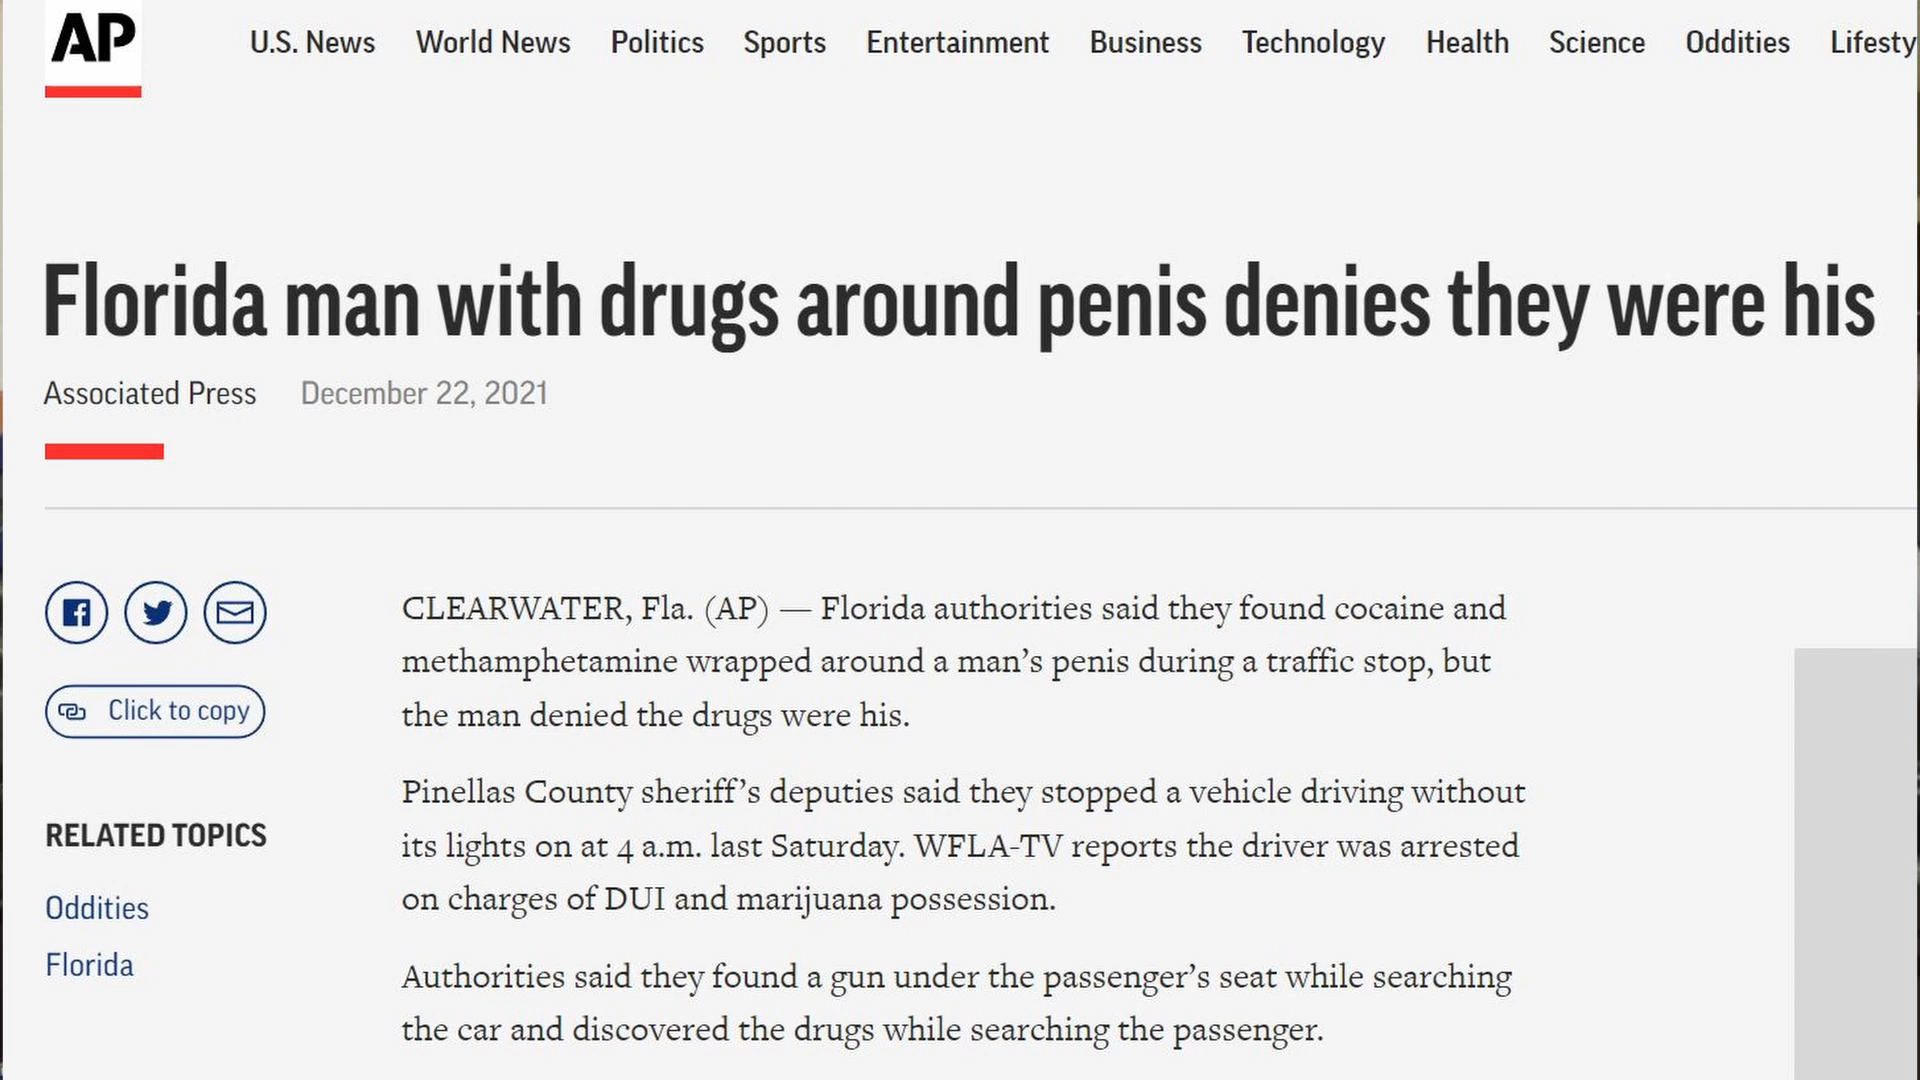 AP
U.S. News World News Politics Sports Entertainment Business Technology Health Science Oddities Lifesty
Florida man with drugs around penis denies they were his
Associated Press December 22, 2021
Click to copy
RELATED TOPICS
Oddities
Florida
CLEARWATER, Fla. (AP) — Florida authorities said they found cocaine and
methamphetamine wrapped around a man’s penis during a traffic stop, but
the man denied the drugs were his.
Pinellas County sheriff’s deputies said they stopped a vehicle driving without
its lights on at 4 a.m. last Saturday. WFLA-TV reports the driver was arrested
on charges of DUI and marijuana possession.
Authorities said they found a gun under the passenger’s seat while searching
the car and discovered the drugs while searching the passenger.